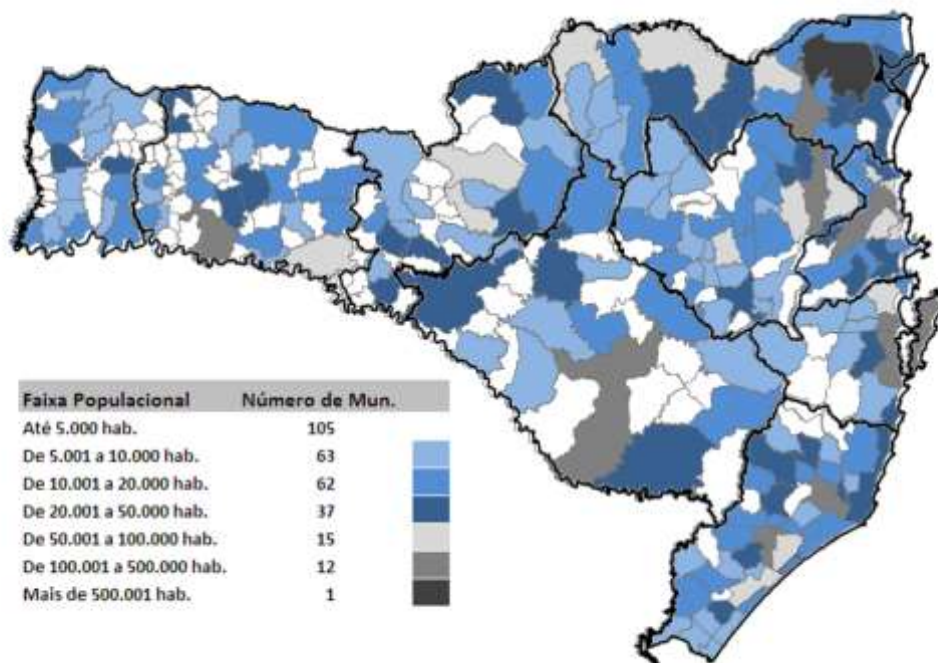 Faixa Populacional Número de Mun.
Até 5.000 hab. 105
De 5.001 a 10.000 hab. 63
De 10.001 a 20.000 hab. 62
De 20.001 a 50.000 hab. 37
De 50.001 a 100.000 hab. 15
De 100.001 a 500.000 hab. 12
Mais de 500.001 hab. 1